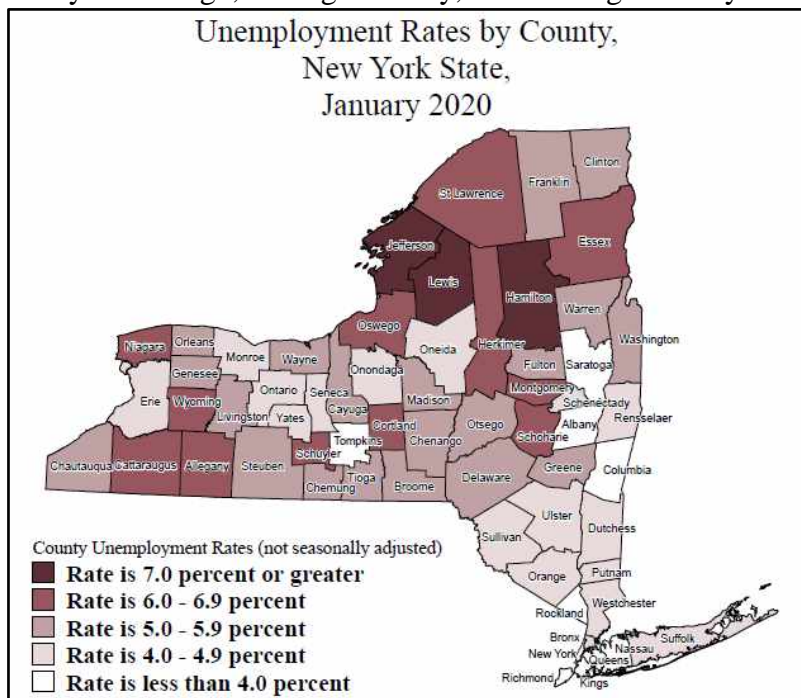 Unemployment Rates by County,
New York State,
January 2020
Clinton
Franklin
St Lawrence
Essex
Jefferson
Lewis
Hamilton
Warren
Washington
Oswego
Herkimer
Oneida
Saratoga
Fulton
Niagara
Orleans
Monroe
Wayne
Genesee
Onondaga
Montgomery
Ontario
Seneca
Madison
Schenectady
Erie
Wyoming
Livingston
Yates
Cayuga
Otsego
Albany
Rensselaer
Cortland
Schoharie
Tompkins
Chenango
Schuyler
Chautauqua
Cattaraugus
Allegany
Steuben
Tioga
Chemung
Broome
Delaware
Greene
Columbia
Ulster
Dutchess
Sullivan
Orange
Putnam
Westchester
Rockland
Bronx
New York
Nassau
Suffolk
Queens
Richmond
Kings
County Unemployment Rates (not seasonally adjusted)
Rate is 7.0 percent or greater
Rate is 6.0 - 6.9 percent
Rate is 5.0 - 5.9 percent
Rate is 4.0 - 4.9 percent
Rate is less than 4.0 percent